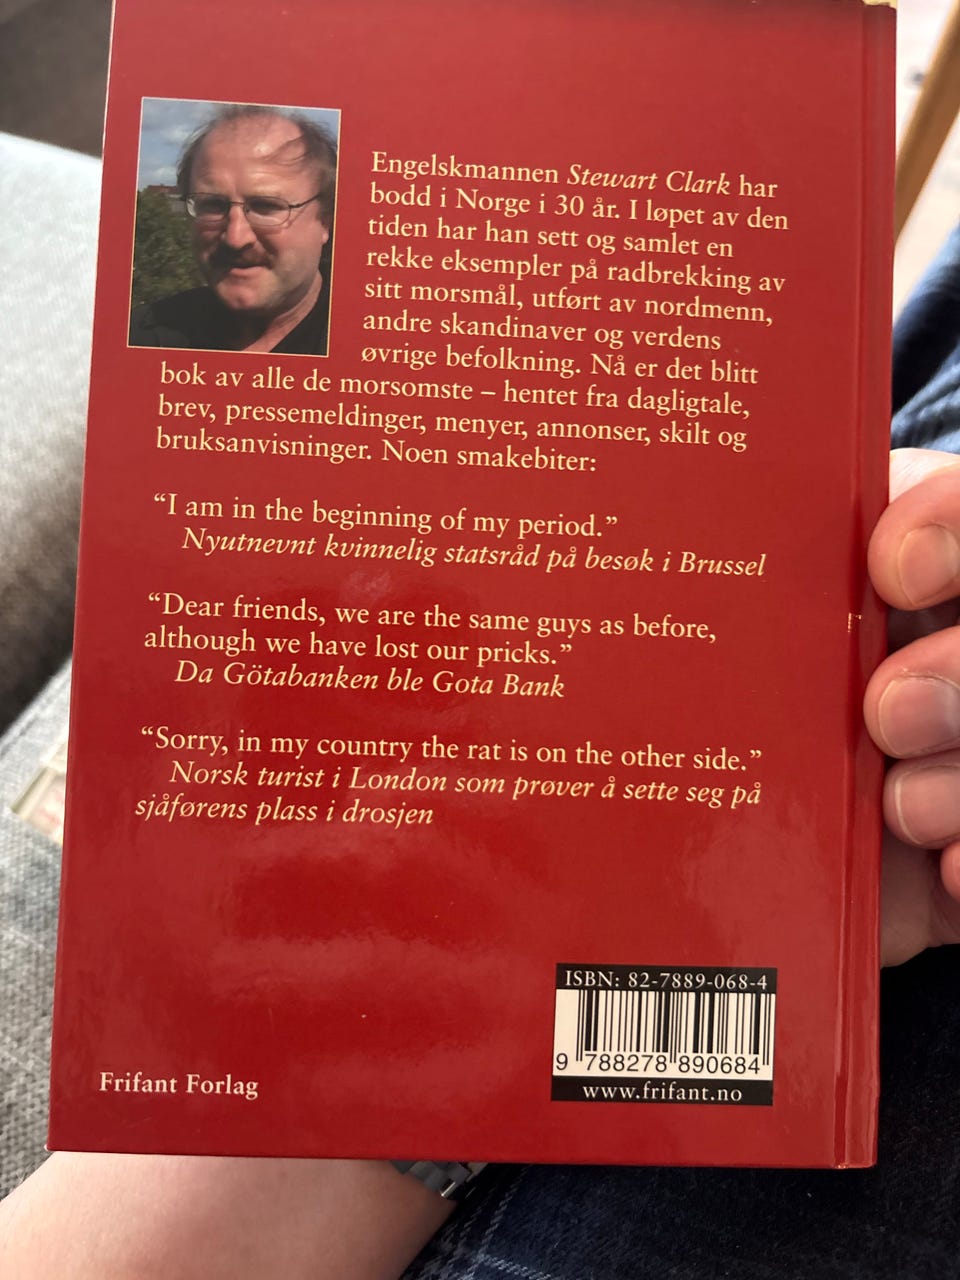 Engelskmannen Stewart Clark har
bodd i Norge i 30 år. I løpet av den
tiden har han sett og samlet en
rekke eksempler på radbrekking av
sitt morsmål, utført av nordmenn,
andre skandinaver og verdens
øvrige befolkning. Nå er det blitt
bok av alle de morsomste – hentet fra dagligtale,
brev, pressemeldinger, menyer, annonser, skilt og
bruksanvisninger. Noen smakebiter:
“I am in the beginning of my period.”
Nyutnevnt kvinnelig statsråd på besøk i Brussel
“Dear friends, we are the same guys as before,
although we have lost our pricks.”
Da Götabanken ble Gota Bank
“Sorry, in my country the rat is on the other side.”
Norsk turist i London som prøver å sette seg på
sjåførens plass i drosjen
ISBN: 82-7889-068-4
9 788278 890684
www.frifant.no
Frifant Forlag